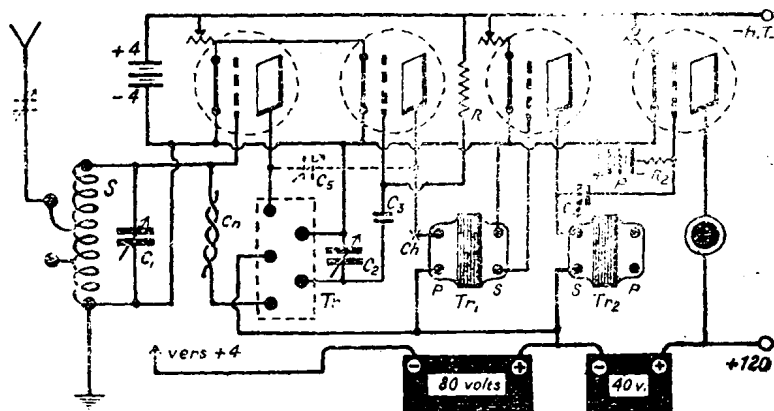 -h.T.
+4
-4
R
S
C₁
Cn
C5
C3
C2
Tr
Ch
P
S
Tr₁
P
R2
S
P
Tr2
vers +4
+120
80 volts
40 v.